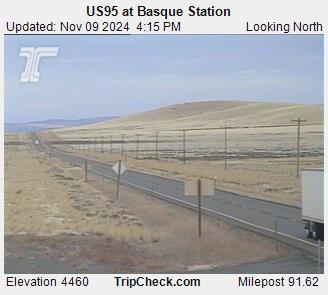 US95 at Basque Station
Updated: Nov 09 2024 4:15 PM Looking North
Elevation 4460 TripCheck.com Milepost 91.62